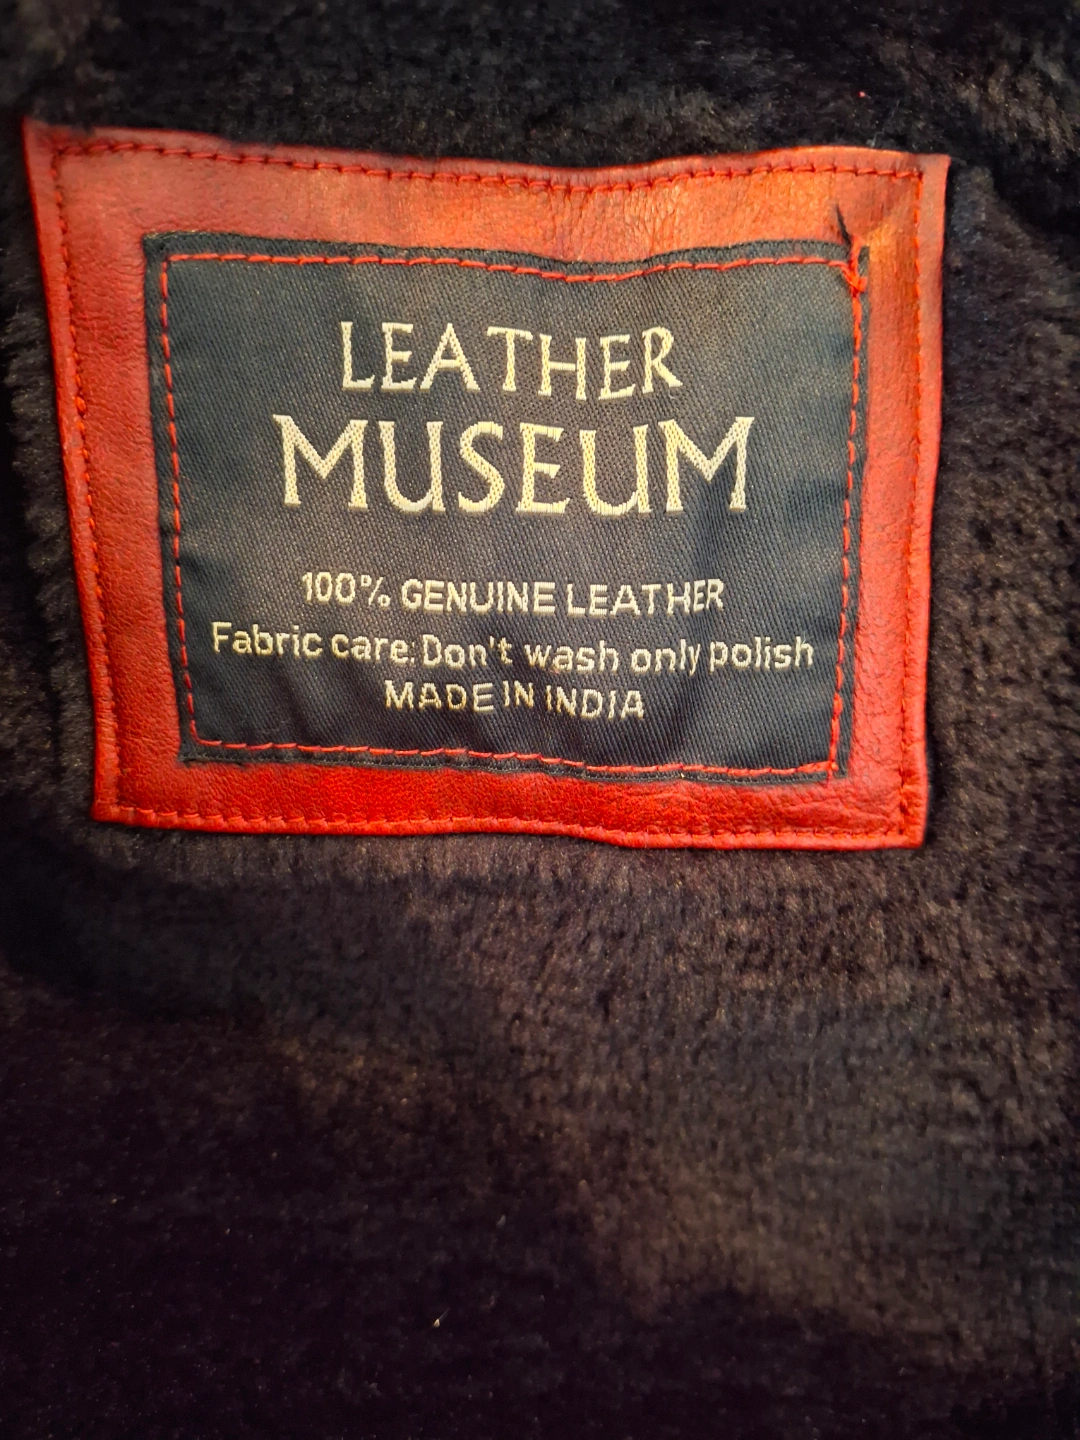 LEATHER
MUSEUM
100% GENUINE LEATHER
Fabric care:Don't wash only polish
MADE IN INDIA